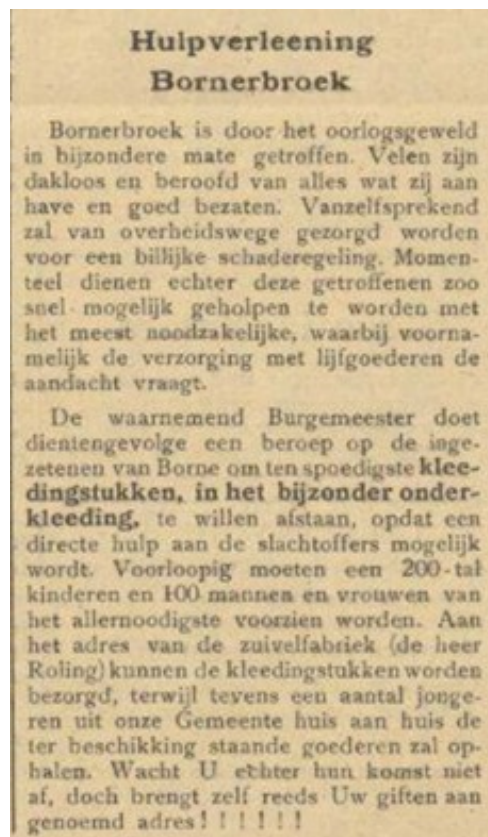 Hulpverleening
Bornerbroek
Bornerbroek is door het oorlogsgeweld
in bijzondere mate getroffen. Velen zijn
dakloos en beroofd van alles wat zij aan
have en goed bezaten. Vanzelfsprekend
zal van overheidswege gezorgd worden
voor een billijke schaderegeling. Momen-
teel dienen echter deze getroffenen zoo
snel mogelijk geholpen te worden met
het meest noodzakelijke, waarbij voorna-
melijk de verzorging met lijfgoederen de
aandacht vraagt.
De waarnemend Burgemeester doet
dientengevolge een beroep op de inge-
zetenen van Borne om ten spoedigste klee-
dingstukken, in het bijzonder onder-
kleeding, te willen afstaan, opdat een
directe hulp aan de slachtoffers mogelijk
wordt. Voorloopig moeten een 200-tal
kinderen en 100 mannen en vrouwen van
het allernoodigste voorzien worden. Aan
het adres van de zuivelfabriek (de heer
Roling) kunnen de kleedingstukken worden
bezorgd, terwijl tevens een aantal jonge-
ren uit onze Gemeente huis aan huis de
ter beschikking staande goederen zal op-
halen. Wacht U echter hun komst niet
af, doch brengt zelf reeds Uw giften aan
genoemd adres! ! ! ! ! !